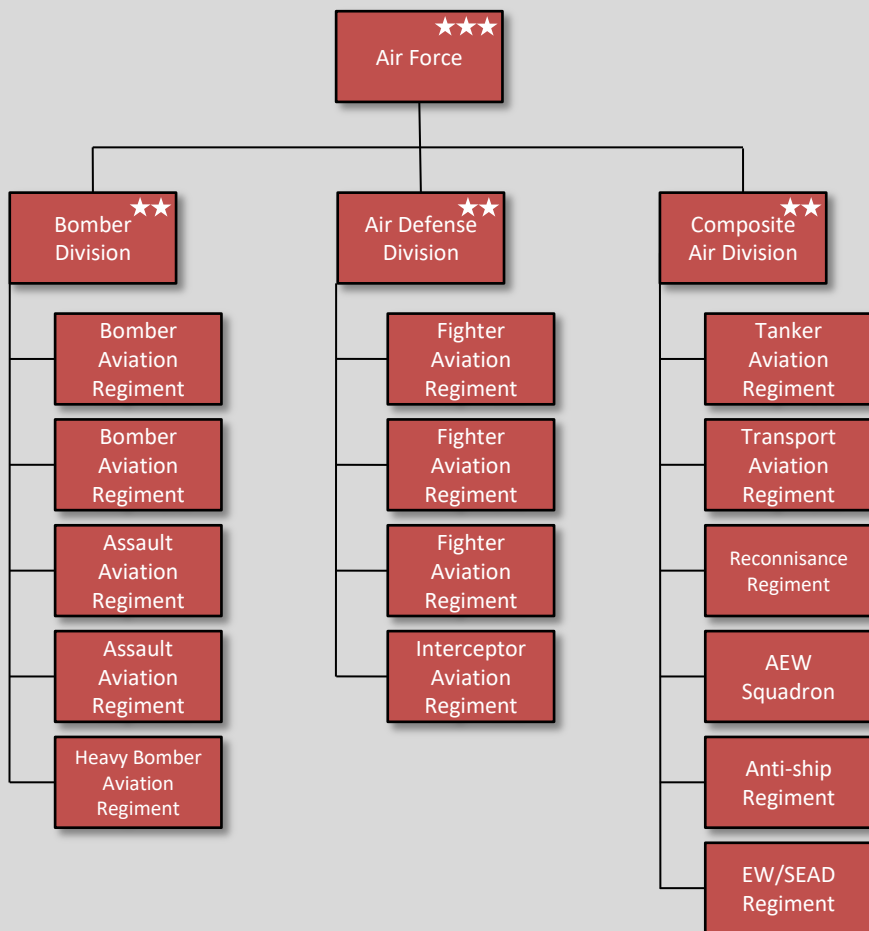 Air Force
Bomber
Division
Air Defense
Division
Composite
Air Division
Bomber
Aviation
Regiment
Bomber
Aviation
Regiment
Assault
Aviation
Regiment
Assault
Aviation
Regiment
Heavy Bomber
Aviation
Regiment
Fighter
Aviation
Regiment
Fighter
Aviation
Regiment
Fighter
Aviation
Regiment
Interceptor
Aviation
Regiment
Tanker
Aviation
Regiment
Transport
Aviation
Regiment
Reconnisance
Regiment
AEW
Squadron
Anti-ship
Regiment
EW/SEAD
Regiment